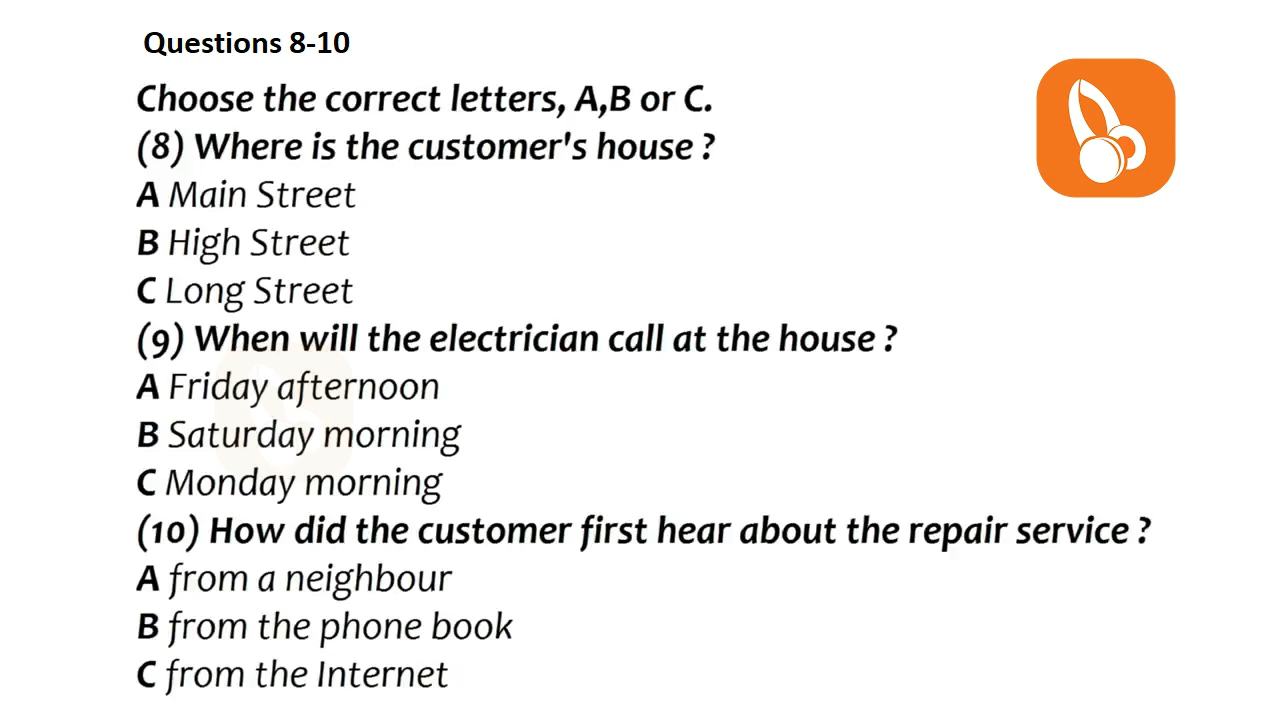 Questions 8-10
Choose the correct letters, A,B or C.
(8) Where is the customer's house ?
A Main Street
B High Street
C Long Street
(9) When will the electrician call at the house ?
A Friday afternoon
B Saturday morning
C Monday morning
(10) How did the customer first hear about the repair service ?
A from a neighbour
B from the phone book
C from the Internet